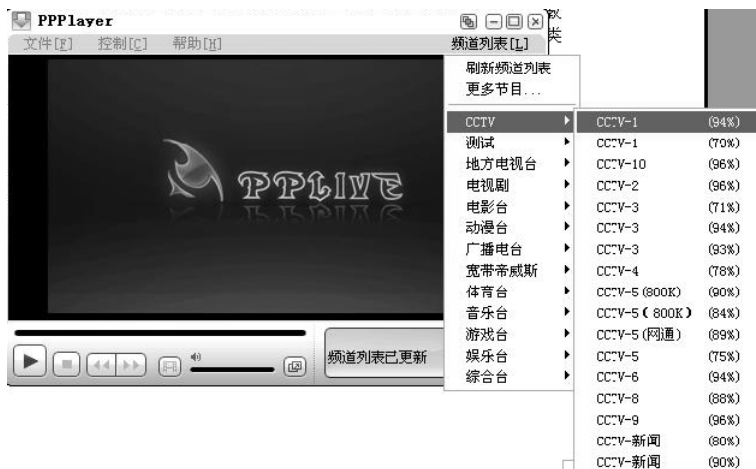 PPPlayer
文件[F] 控制[C] 帮助[H] 频道列表[L]
类
刷新频道列表
更多节目...
CCTV
测试
地方电视台
电视剧
电影台
动漫台
广播电台
宽带帝威斯
体育台
音乐台
游戏台
娱乐台
综合台
CCTV-1 (94%)
CCTV-1 (70%)
CCTV-10 (96%)
CCTV-2 (96%)
CCTV-3 (71%)
CCTV-3 (94%)
CCTV-3 (93%)
CCTV-4 (78%)
CCTV-5(800K) (90%)
CCTV-5(800K) (84%)
CCTV-5(网通) (89%)
CCTV-5 (75%)
CCTV-6 (94%)
CCTV-8 (88%)
CCTV-9 (96%)
CCTV-新闻 (80%)
CCTV-新闻 (90%)
PPLIVE
频道列表已更新